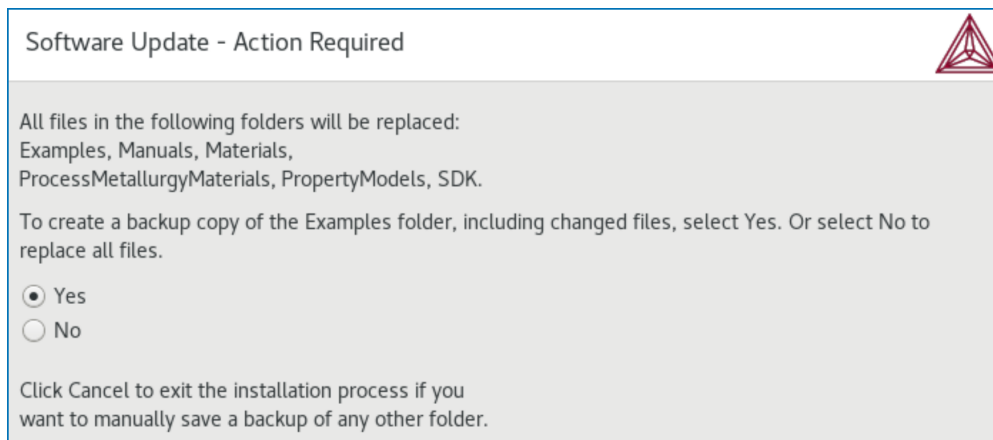 Software Update - Action Required
All files in the following folders will be replaced:
Examples, Manuals, Materials,
ProcessMetallurgyMaterials, PropertyModels, SDK.
To create a backup copy of the Examples folder, including changed files, select Yes. Or select No to
replace all files.
Yes
No
Click Cancel to exit the installation process if you
want to manually save a backup of any other folder.